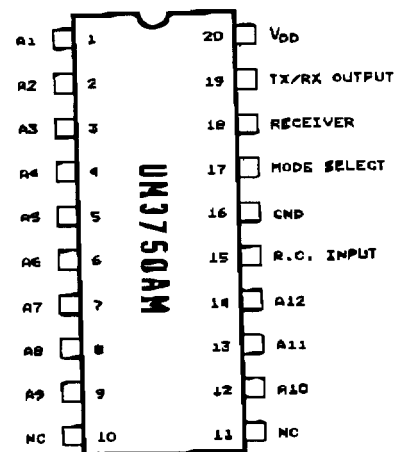 A1 1 20 VDD
A2 2 19 TX/RX OUTPUT
A3 3 18 RECEIVER
A4 4 17 MODE SELECT
A5 5 16 GND
A6 6 15 R.C. INPUT
A7 7 14 A12
A8 8 13 A11
A9 9 12 A10
NC 10 11 NC
UM3750AM